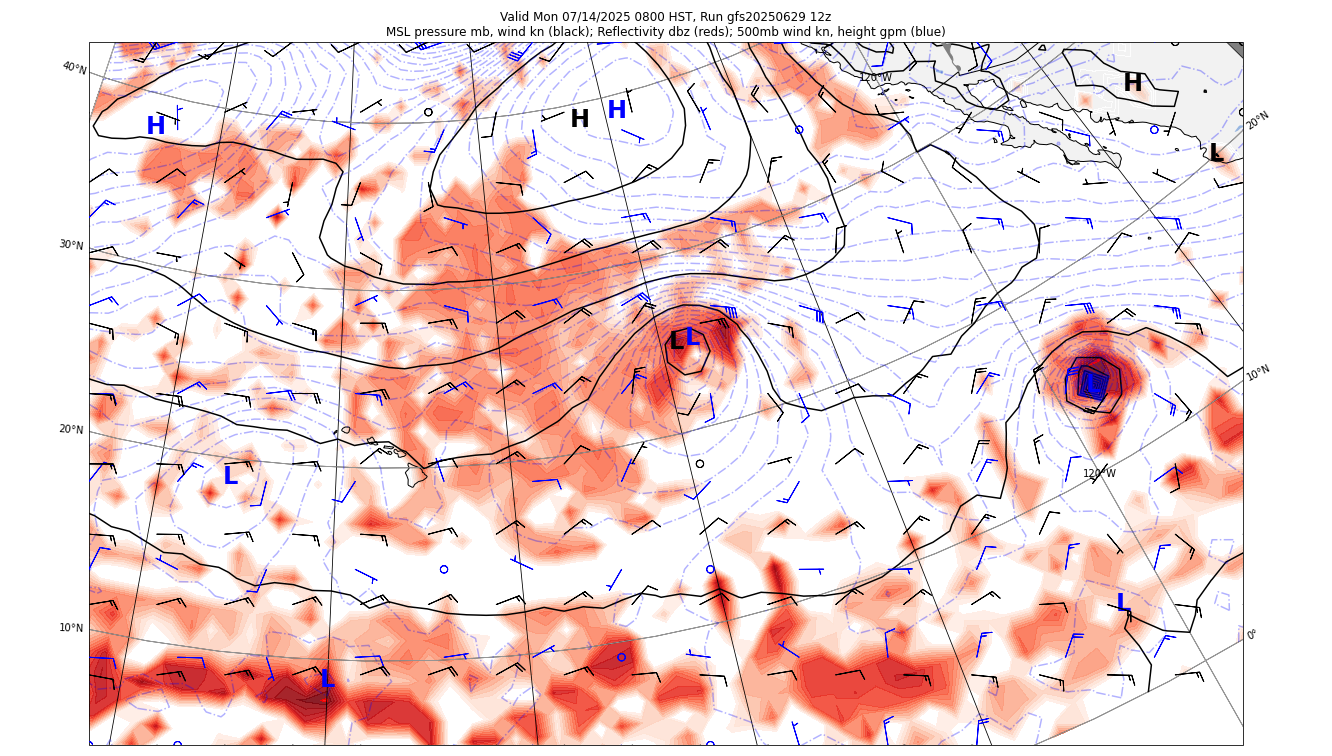 Valid Mon 07/14/2025 0800 HST, Run gfs20250629 12z
MSL pressure mb, wind kn (black); Reflectivity dbz (reds); 500mb wind kn, height gpm (blue)
40°N
120°W
H
H
H
H
20°N
L
30°N
L
L
10°N
20°N
L
120°W
L
10°N
0°
L